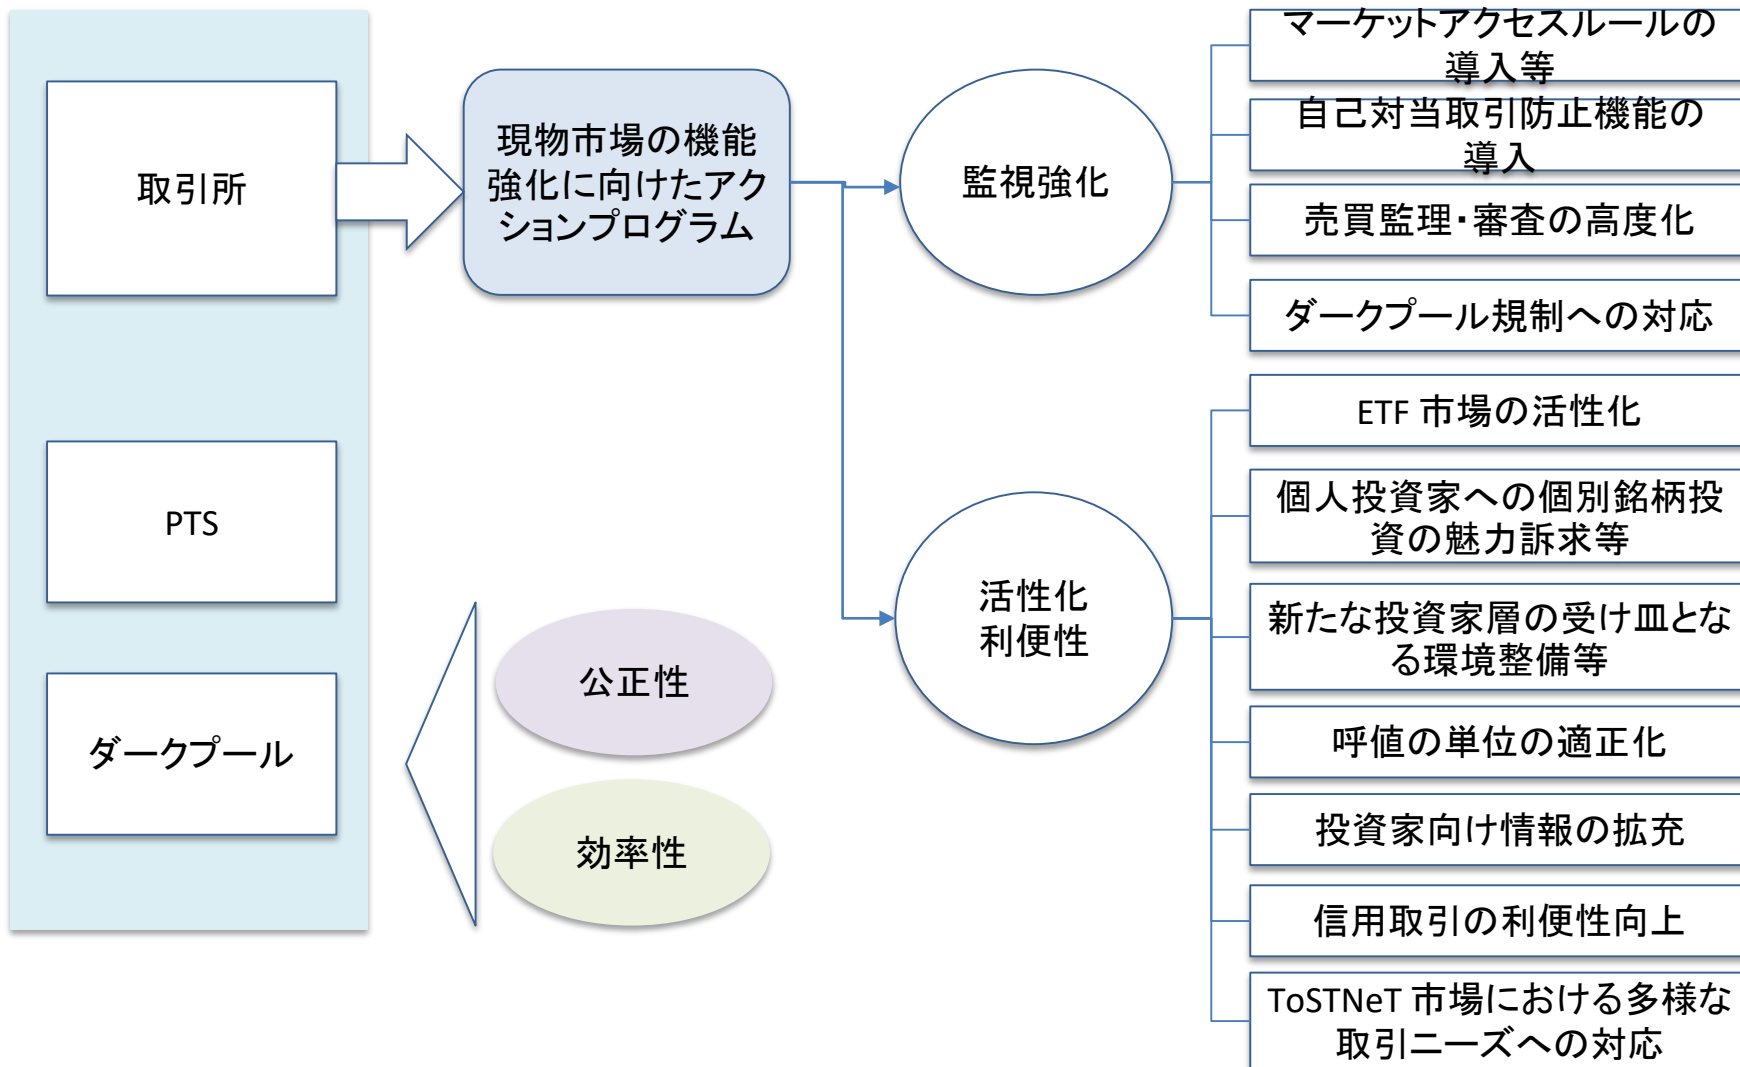 取引所
PTS
ダークプール
現物市場の機能
強化に向けたアク
ションプログラム
公正性
効率性
監視強化
活性化
利便性
マーケットアクセスルールの
導入等
自己対当取引防止機能の
導入
売買監理・審査の高度化
ダークプール規制への対応
ETF 市場の活性化
個人投資家への個別銘柄投
資の魅力訴求等
新たな投資家層の受け皿とな
る環境整備等
呼値の単位の適正化
投資家向け情報の拡充
信用取引の利便性向上
ToSTNeT 市場における多様な
取引ニーズへの対応